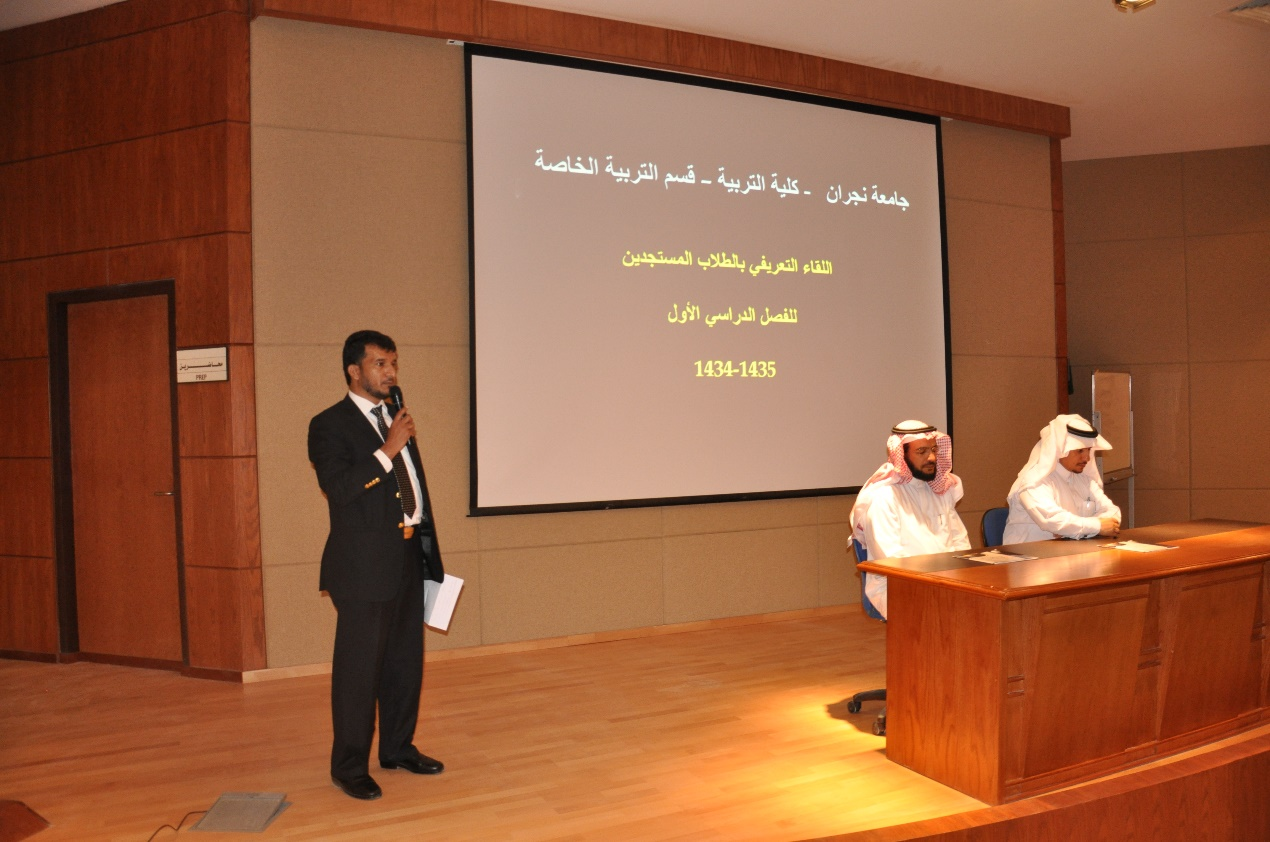 جامعة نجران - كلية التربية – قسم التربية الخاصة
اللقاء التعريفي بالطلاب المستجدين
للفصل الدراسي الأول
1434-1435